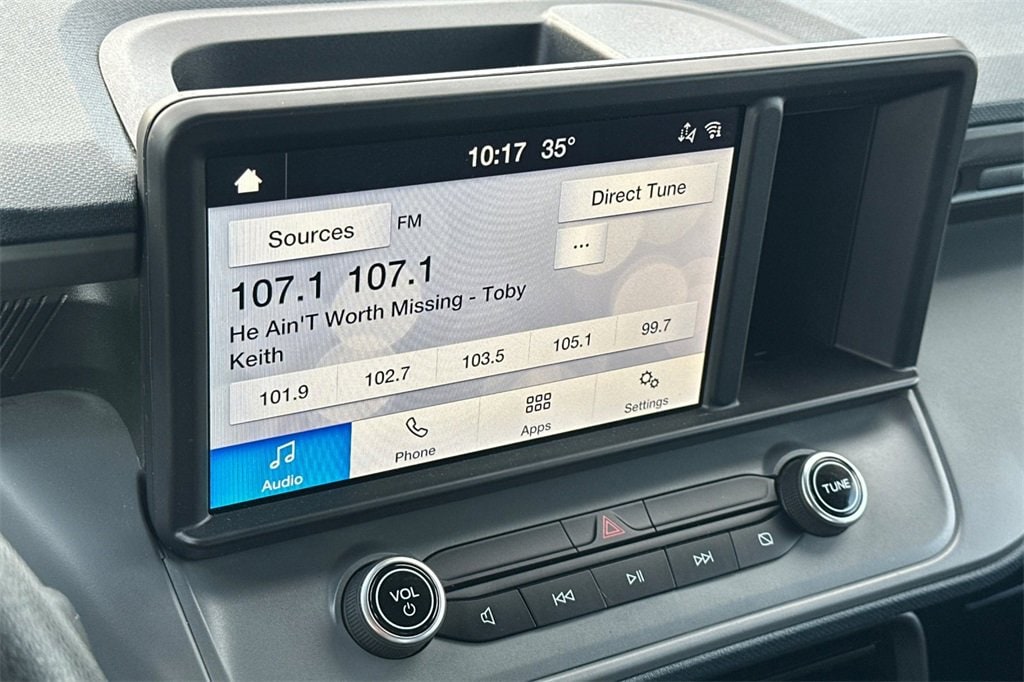 10:17 35°
Sources FM Direct Tune
...
107.1 107.1
He Ain'T Worth Missing - Toby
Keith
101.9 102.7 103.5 105.1 99.7
Audio Phone Apps Settings
TUNE
VOL